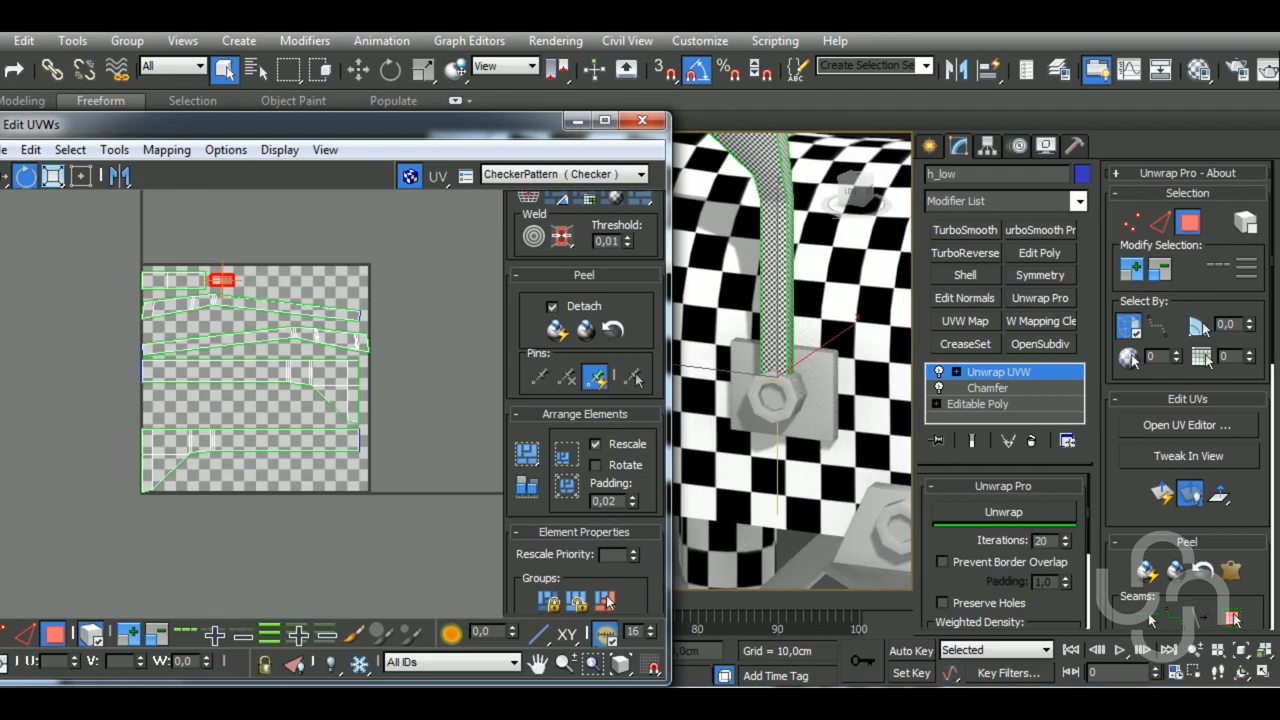 Edit Tools Group Views Create Modifiers Animation Graph Editors Rendering Civil View Customize Scripting Help
All View 3 Create Selection Se
odeling Freeform Selection Object Paint Populate
Edit UVWs
Edit Select Tools Mapping Options Display View
UV CheckerPattern ( Checker )
Weld
Threshold:
0,01
Peel
Detach
Pins:
Arrange Elements
Rescale
Rotate
Padding:
0,02
Element Properties
Rescale Priority:
Groups:
0,0 XY 16
U: V: W: 0,0 All IDs
80 90 100
0cm Grid = 10,0cm
Add Time Tag
Auto Key Selected
Set Key Key Filters... 0
h_low
Modifier List
TurboSmooth urboSmooth Pr
TurboReverse Edit Poly
Shell Symmetry
Edit Normals Unwrap Pro
UVW Map W Mapping Cle
CreaseSet OpenSubdiv
Unwrap UVW
Chamfer
Editable Poly
Unwrap Pro
Unwrap
Iterations: 20
Prevent Border Overlap
Padding: 1,0
Preserve Holes
Weighted Density:
Unwrap Pro - About
Selection
Modify Selection:
Select By:
0,0
0 0
Edit UVs
Open UV Editor ...
Tweak In View
Peel
Seams: